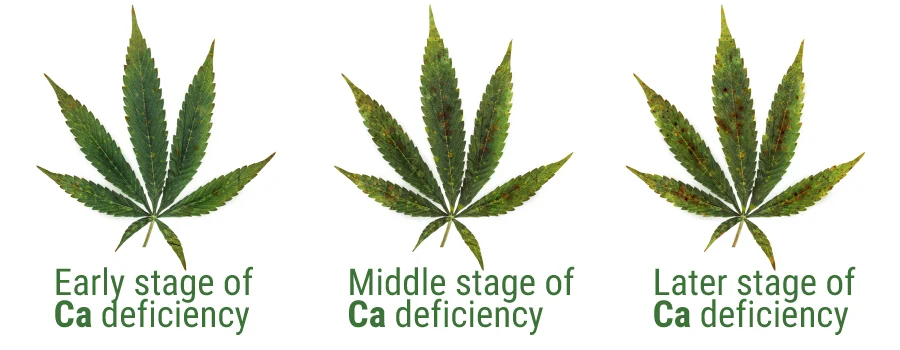 Early stage of
Ca deficiency
Middle stage of
Ca deficiency
Later stage of
Ca deficiency